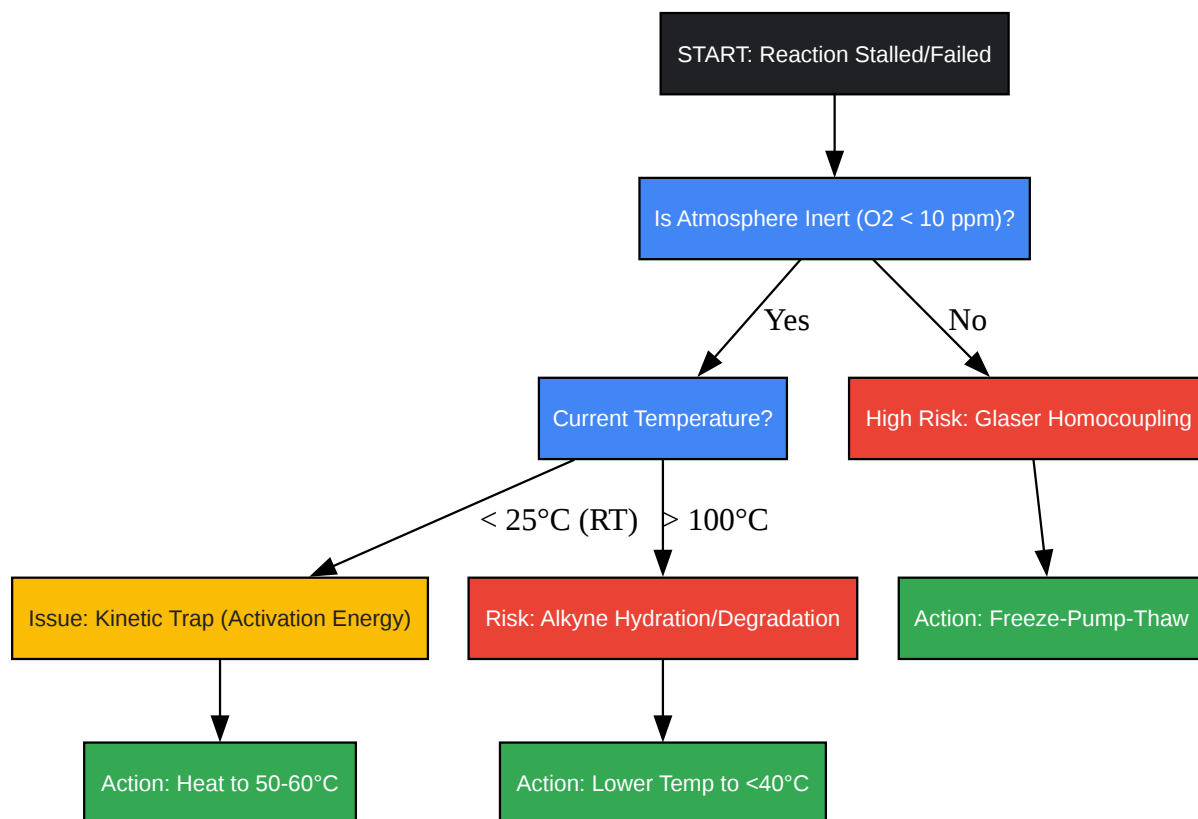 START: Reaction Stalled/Failed
Is Atmosphere Inert (O2 < 10 ppm)?
Yes
No
Current Temperature?
High Risk: Glaser Homocoupling
< 25°C (RT)
> 100°C
Issue: Kinetic Trap (Activation Energy)
Risk: Alkyne Hydration/Degradation
Action: Freeze-Pump-Thaw
Action: Heat to 50-60°C
Action: Lower Temp to <40°C